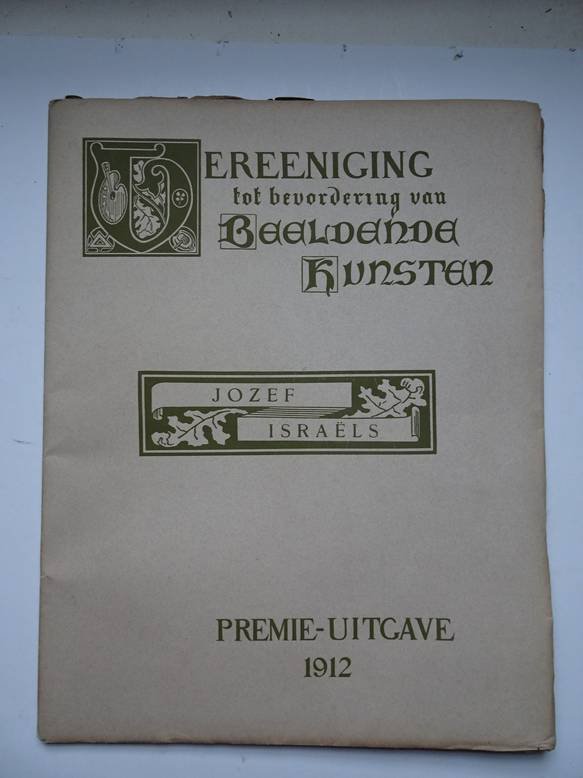 VEREENIGING
tot bevordering van
BEELDENDE
KUNSTEN
JOZEF
ISRAËLS
PREMIE-UITGAVE
1912